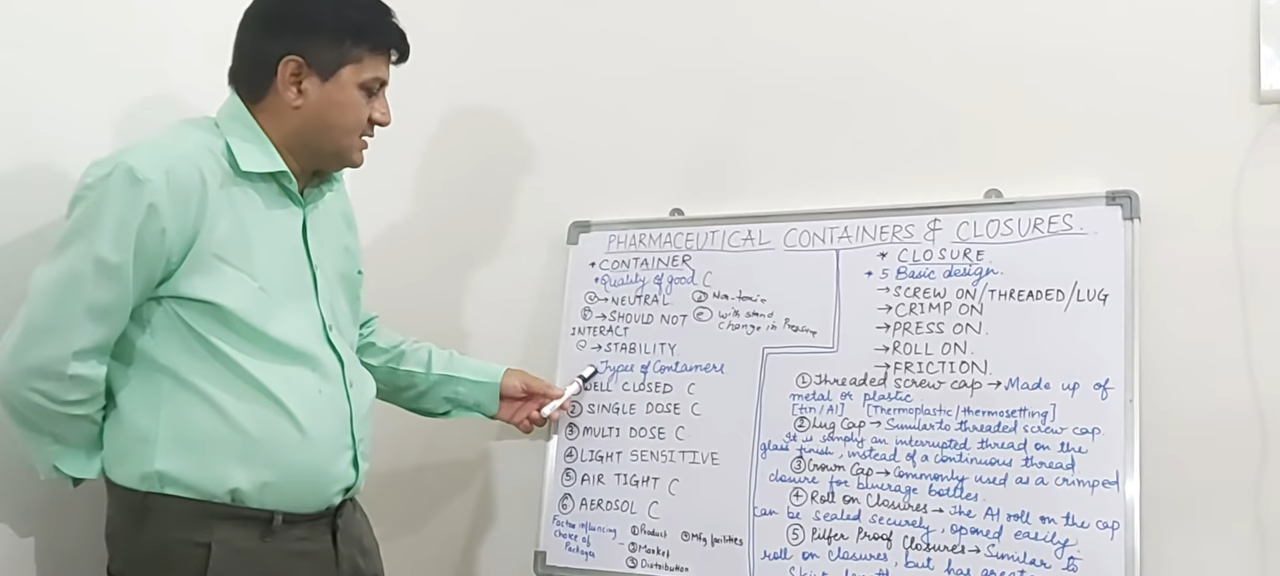 PHARMACEUTICAL CONTAINERS & CLOSURES.
* CONTAINER
* Quality of good C
ⓐ → NEUTRAL
ⓑ → SHOULD NOT
INTERACT
ⓒ → STABILITY
ⓓ Non-toxic
ⓔ with stand
change in Pressure
Types of Containers
WELL CLOSED C
② SINGLE DOSE C
③ MULTI DOSE C
④ LIGHT SENSITIVE
⑤ AIR TIGHT C
⑥ AEROSOL C
Factor influencing
choice of
Packages
① Product
② Market
③ Distribution
④ Mfg facilities
* CLOSURE
* 5 Basic design.
→ SCREW ON/THREADED/LUG
→ CRIMP ON
→ PRESS ON.
→ ROLL ON.
→ FRICTION.
① Threaded screw cap → Made up of
metal or plastic.
[tin/Al] [Thermoplastic/thermosetting]
② Lug Cap → Similar to threaded screw cap.
It is simply an interrupted thread on the
glass finish, instead of a continuous thread.
③ Crown Cap → Commonly used as a crimped
closure for beverage bottles.
④ Roll on Closures → The Al roll on the cap
can be sealed securely, opened easily.
⑤ Pilfer Proof Closures → Similar to
roll on closures, but has